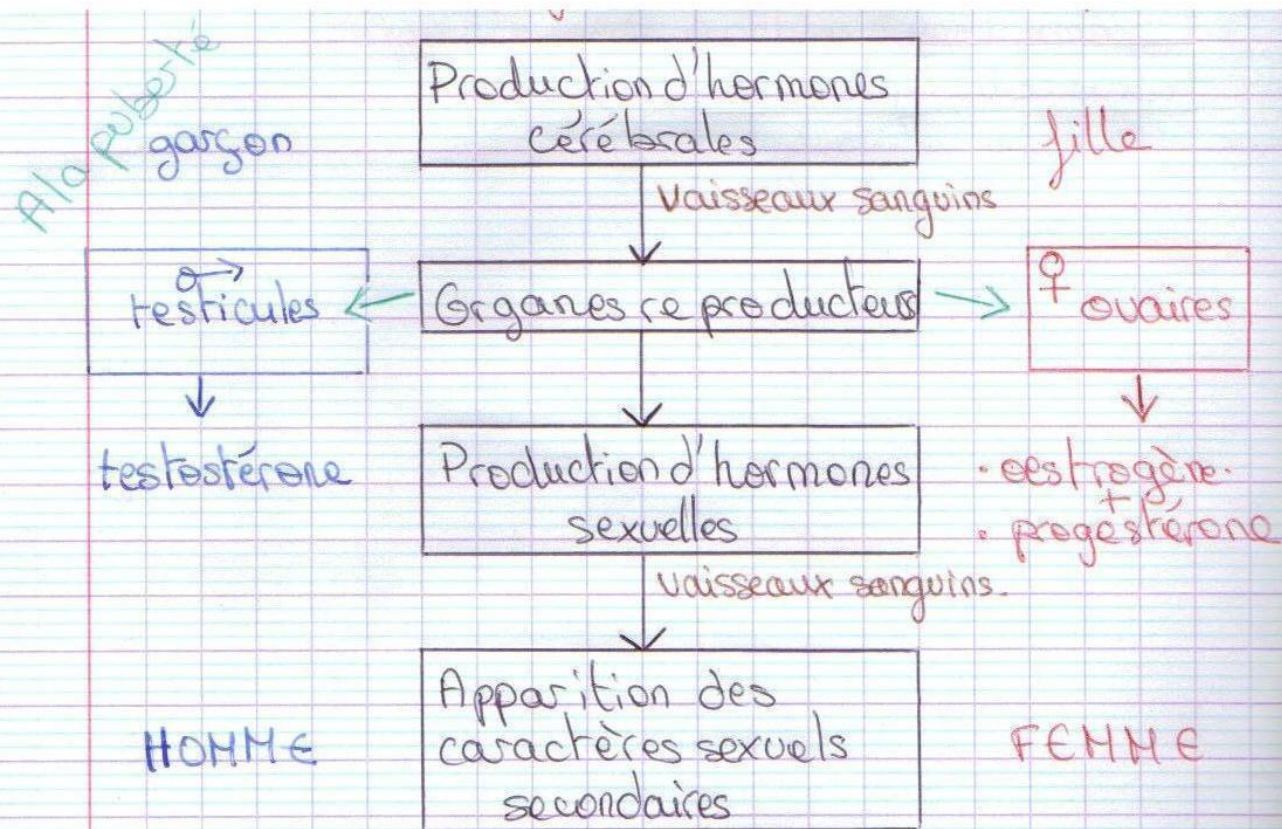 A la puberté
Production d'hormones
cérébrales
garçon
fille
vaisseaux sanguins
testicules
Organes reproducteurs
♀
ovaires
testostérone
Production d'hormones
sexuelles
• oestrogène.
+
• progestérone
vaisseaux sanguins.
Apparition des
caractères sexuels
secondaires
HOMME
FEMME